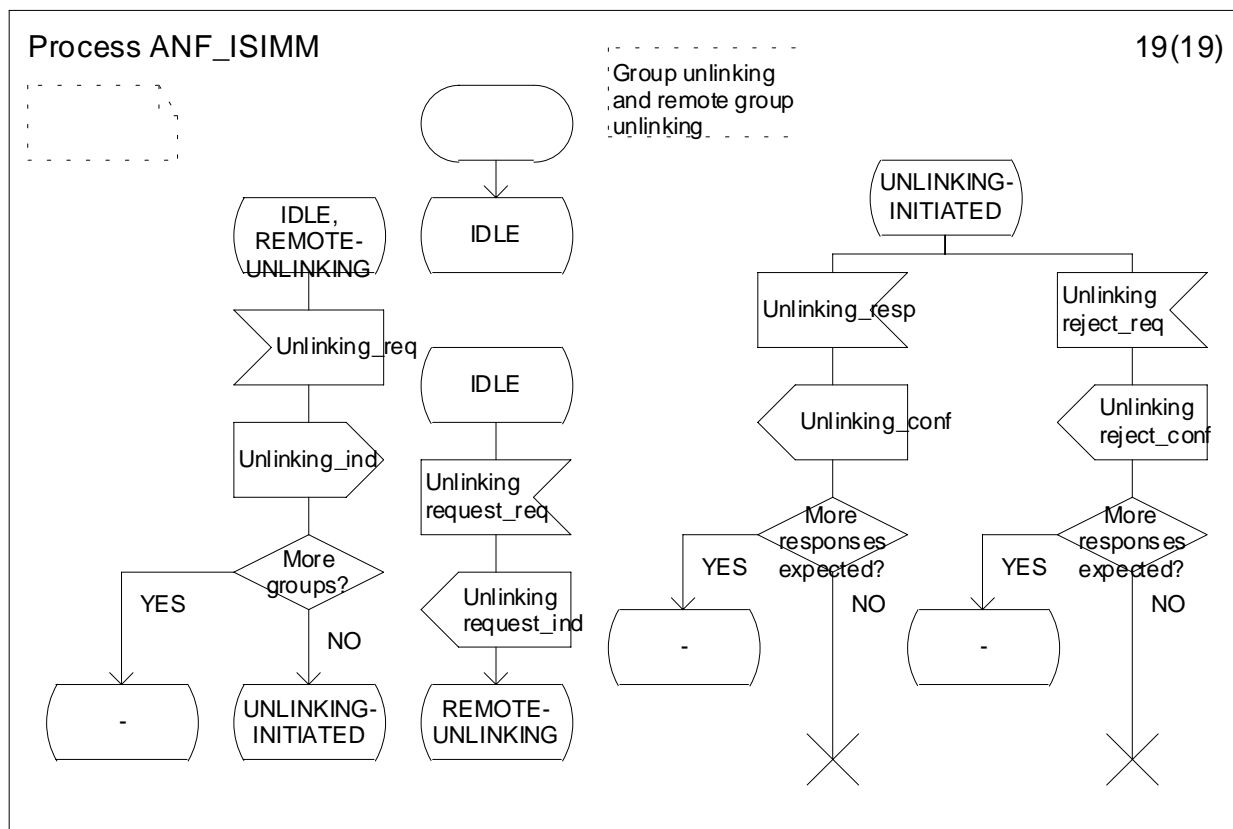 Process ANF_ISIMM
19(19)
Group unlinking
and remote group
unlinking
IDLE,
REMOTE-
UNLINKING
Unlinking_req
Unlinking_ind
More
groups?
YES
NO
-
UNLINKING-
INITIATED
IDLE
IDLE
Unlinking
request_req
Unlinking
request_ind
REMOTE-
UNLINKING
UNLINKING-
INITIATED
Unlinking_resp
Unlinking_conf
More
responses
expected?
YES
NO
-
Unlinking
reject_req
Unlinking
reject_conf
More
responses
expected?
YES
NO
-